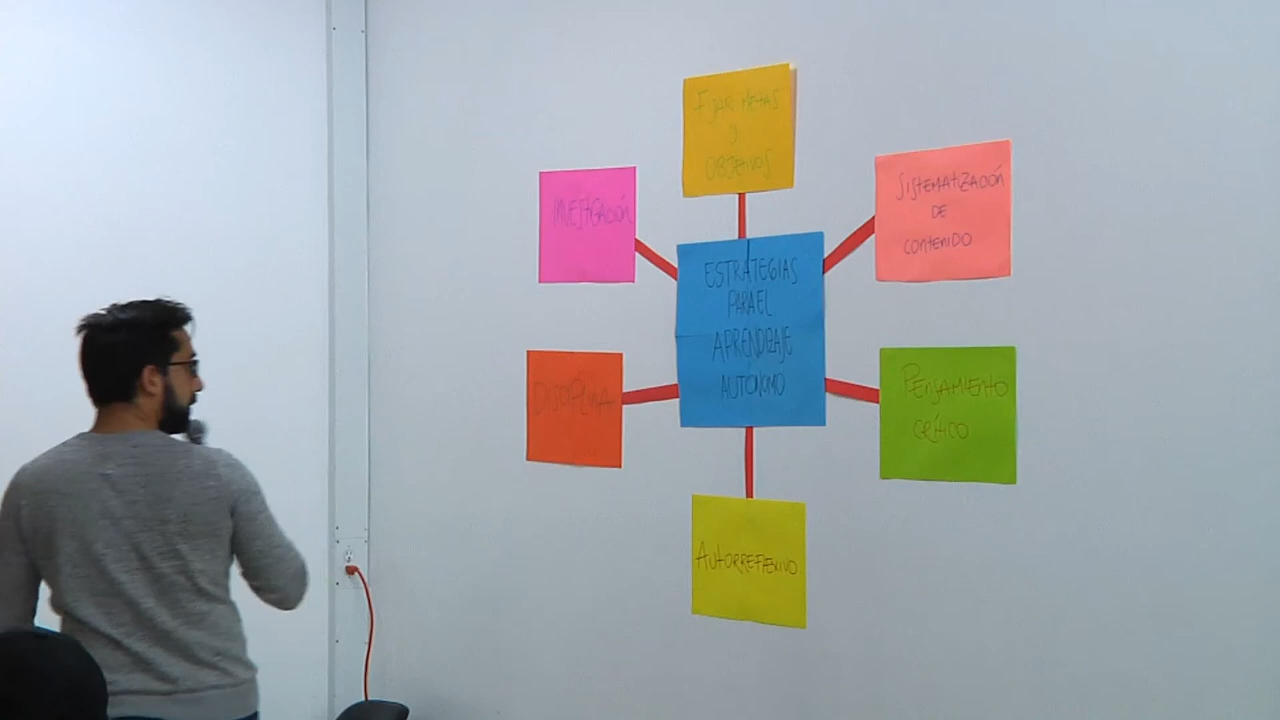 FIJAR METAS
Y
OBJETIVOS
INVESTIGACIÓN
SISTEMATIZACIÓN
DE
CONTENIDO
ESTRATEGIAS
PARA EL
APRENDIZAJE
AUTÓNOMO
DISCIPLINA
PENSAMIENTO
CRÍTICO
AUTORREFLEXIVO